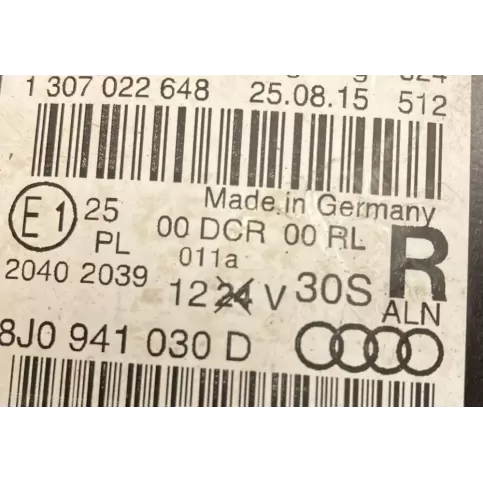 1 307 022 648
25.08.15 512
Made in Germany
E1 25 00 DCR 00 RL R
PL 011a
2040 2039
12 24 V 30S ALN
8J0 941 030 D